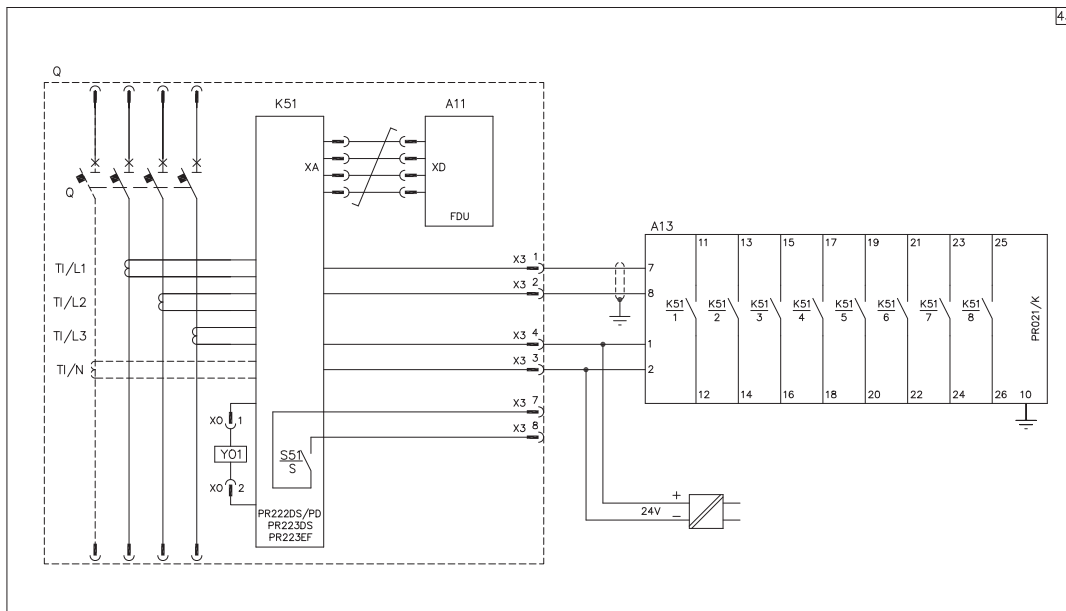 4.
Q
K51
A11
XA
XD
FDU
Q
TI/L1
TI/L2
TI/L3
TI/N
X3 1
X3 2
X3 4
X3 3
X3 7
X3 8
X0 1
Y01
X0 2
S51
S
PR222DS/PD
PR223DS
PR223EF
A13
7
8
1
2
11 13 15 17 19 21 23 25
K51 K51 K51 K51 K51 K51 K51 K51
1 2 3 4 5 6 7 8
12 14 16 18 20 22 24 26 10
PR021/K
+
24V
−